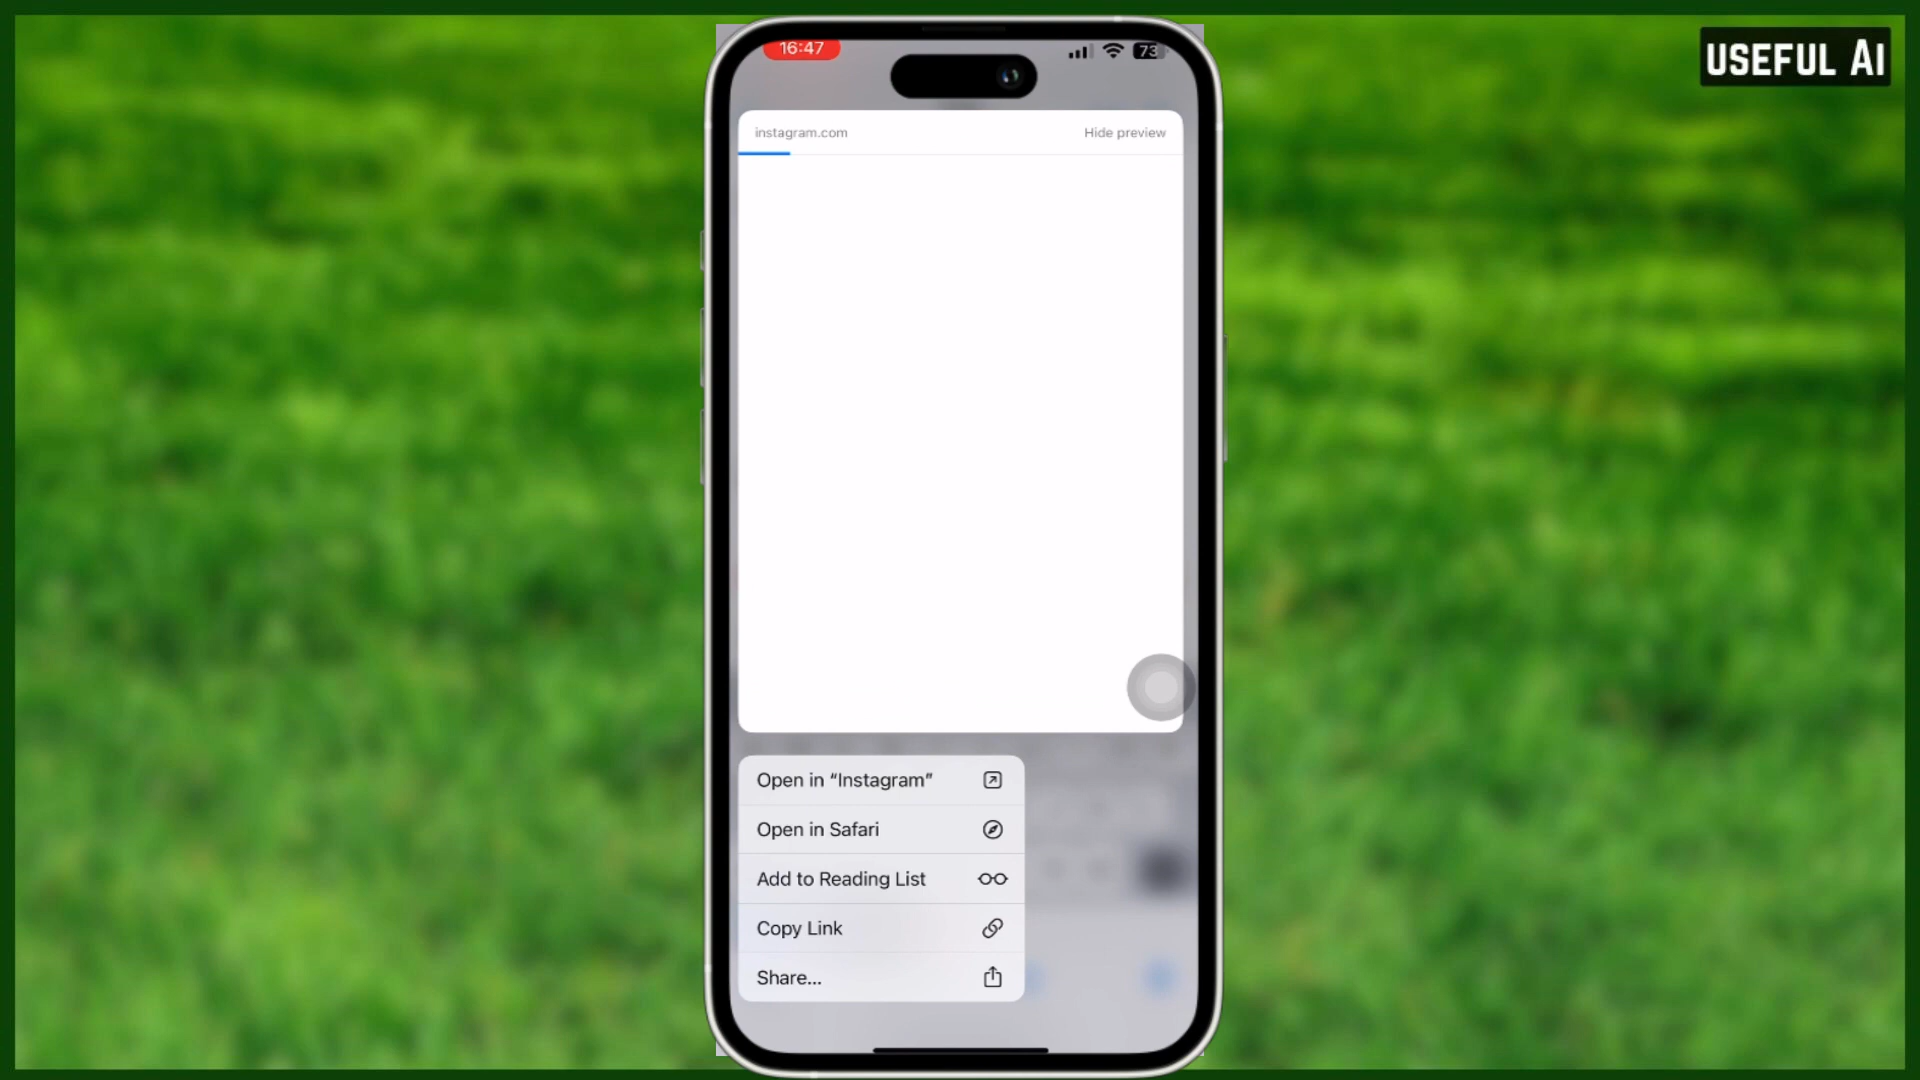 USEFUL AI
16:47
73
instagram.com
Hide preview
Open in “Instagram”
Open in Safari
Add to Reading List
Copy Link
Share...